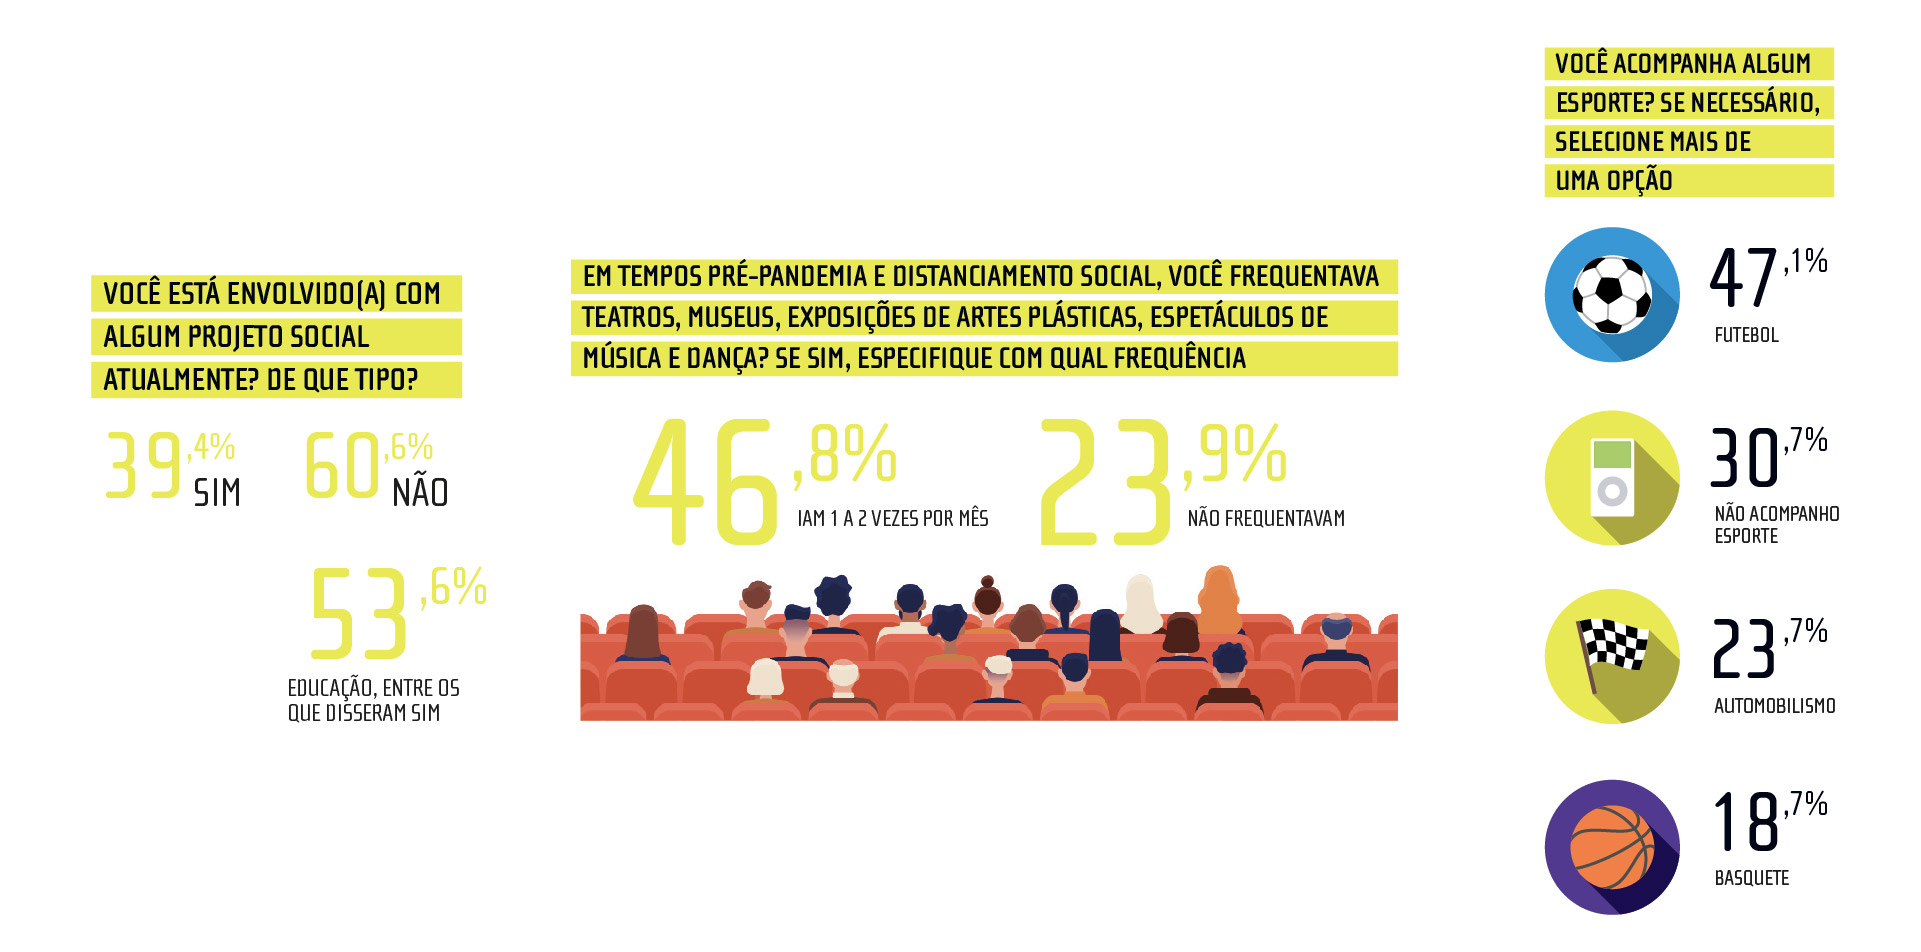 VOCÊ ESTÁ ENVOLVIDO(A) COM
ALGUM PROJETO SOCIAL
ATUALMENTE? DE QUE TIPO?
39,4%
SIM
60,6%
NÃO
53,6%
EDUCAÇÃO, ENTRE OS
QUE DISSERAM SIM
EM TEMPOS PRÉ-PANDEMIA E DISTANCIAMENTO SOCIAL, VOCÊ FREQUENTAVA
TEATROS, MUSEUS, EXPOSIÇÕES DE ARTES PLÁSTICAS, ESPETÁCULOS DE
MÚSICA E DANÇA? SE SIM, ESPECIFIQUE COM QUAL FREQUÊNCIA
46,8%
IAM 1 A 2 VEZES POR MÊS
23,9%
NÃO FREQUENTAVAM
VOCÊ ACOMPANHA ALGUM
ESPORTE? SE NECESSÁRIO,
SELECIONE MAIS DE
UMA OPÇÃO
47,1%
FUTEBOL
30,7%
NÃO ACOMPANHO
ESPORTE
23,7%
AUTOMOBILISMO
18,7%
BASQUETE